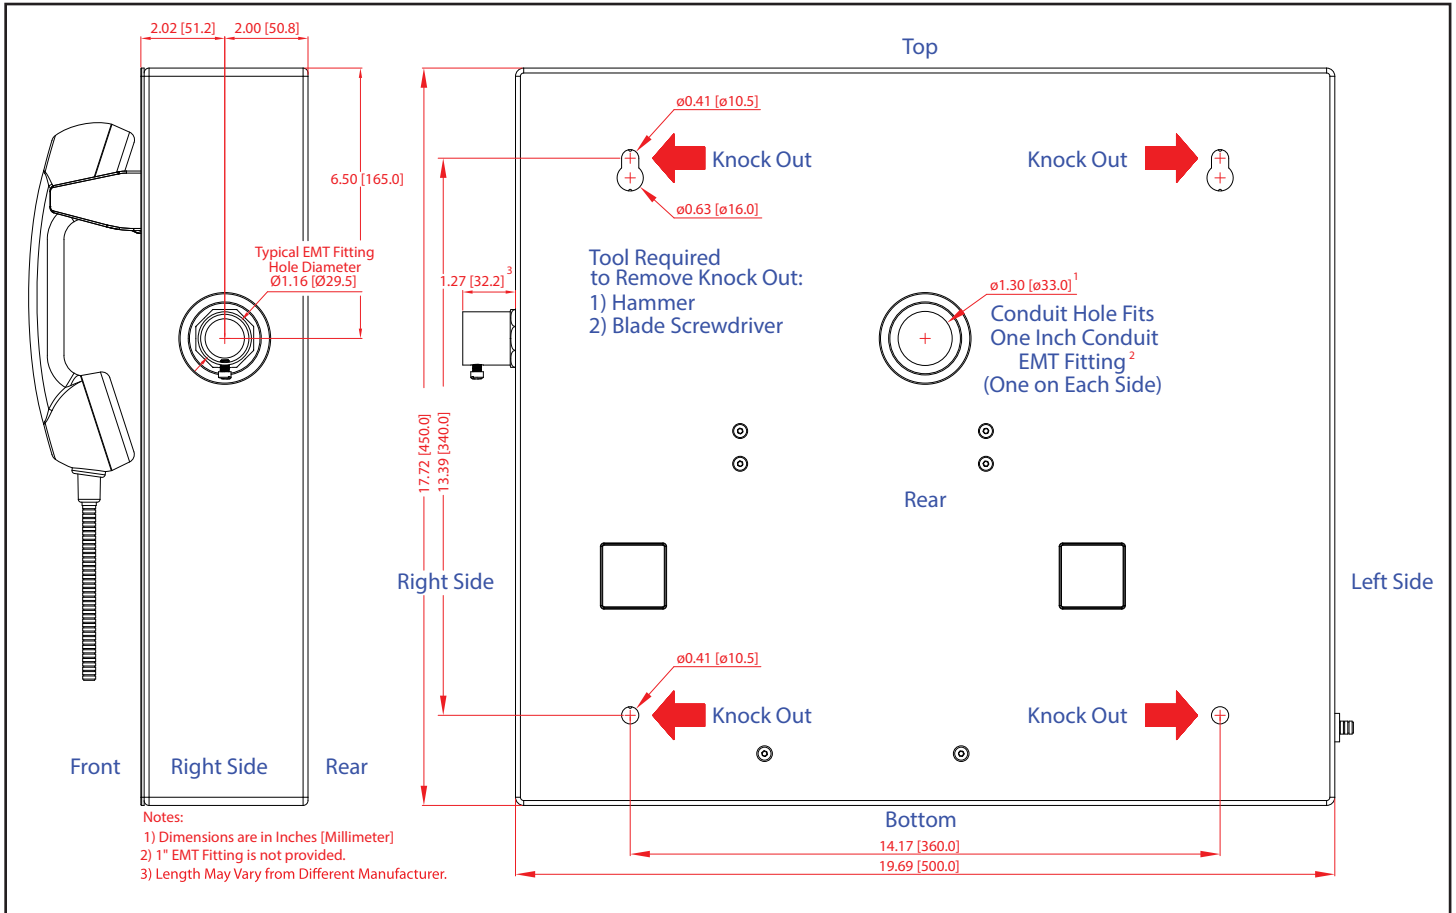 2.02 [51.2]
2.00 [50.8]
Top
ø0.41 [ø10.5]
Knock Out
Knock Out
6.50 [165.0]
ø0.63 [ø16.0]
Typical EMT Fitting
Hole Diameter
Ø1.16 [Ø29.5]
1.27 [32.2] 3
Tool Required
to Remove Knock Out:
1) Hammer
2) Blade Screwdriver
ø1.30 [ø33.0] 1
Conduit Hole Fits
One Inch Conduit
EMT Fitting 2
(One on Each Side)
17.72 [450.0]
13.39 [340.0]
Rear
Right Side
Left Side
ø0.41 [ø10.5]
Knock Out
Knock Out
Front
Right Side
Rear
Notes:
1) Dimensions are in Inches [Millimeter]
2) 1" EMT Fitting is not provided.
3) Length May Vary from Different Manufacturer.
Bottom
14.17 [360.0]
19.69 [500.0]